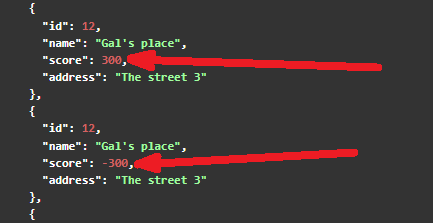 {
"id": 12,
"name": "Gal's place",
"score": 300,
"address": "The street 3"
},
{
"id": 12,
"name": "Gal's place",
"score": -300,
"address": "The street 3"
},
{